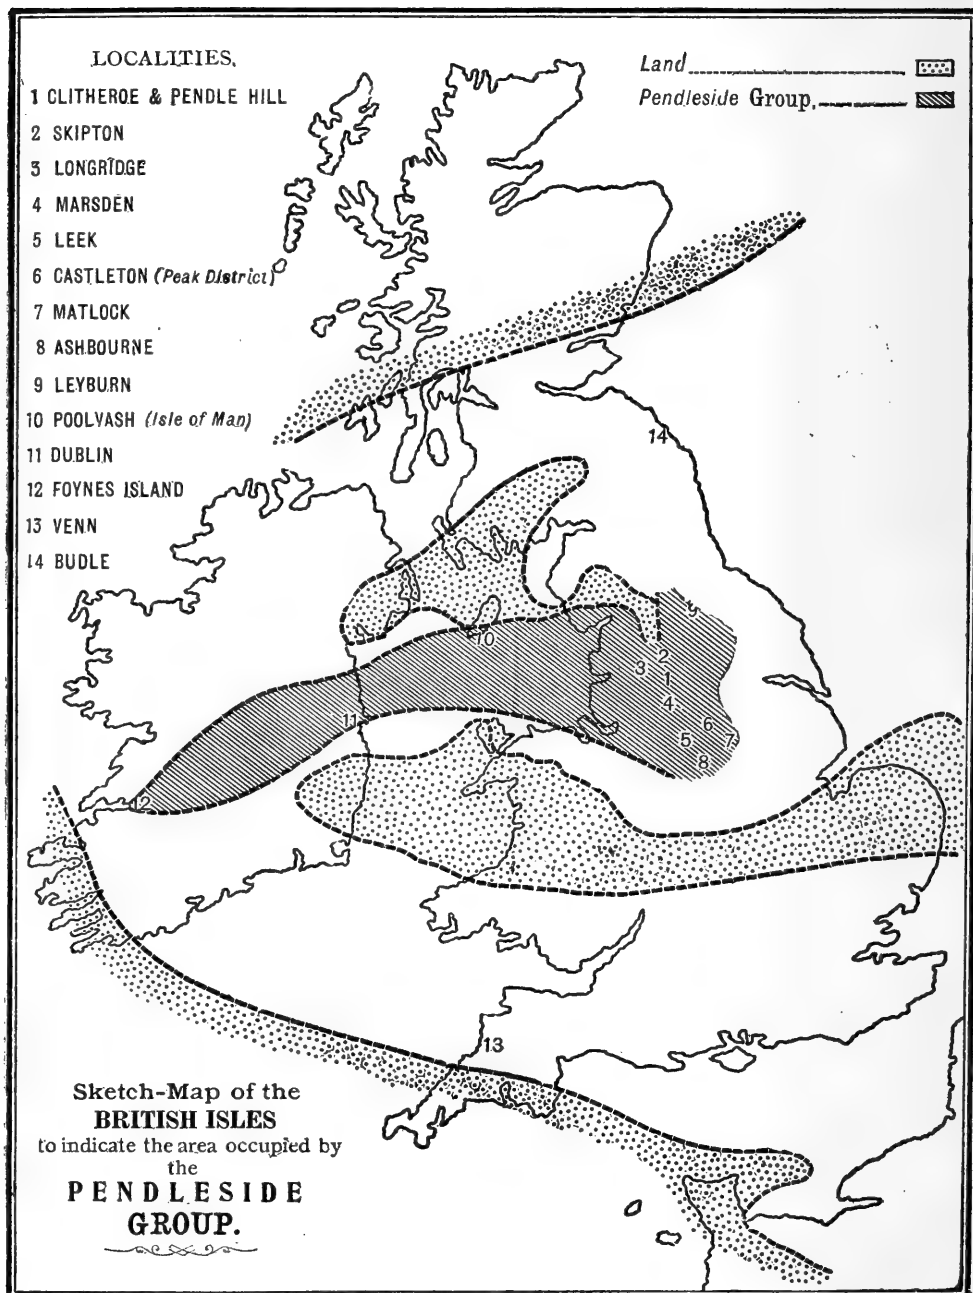 LOCALITIES.
1 CLITHEROE & PENDLE HILL
2 SKIPTON
3 LONGRIDGE
4 MARSDEN
5 LEEK
6 CASTLETON (Peak District)
7 MATLOCK
8 ASHBOURNE
9 LEYBURN
10 POOLVASH (Isle of Man)
11 DUBLIN
12 FOYNES ISLAND
13 VENN
14 BUDLE
Land
Pendleside Group.
14
9
10
2
3
1
4
11
6
5
7
8
12
13
Sketch-Map of the
BRITISH ISLES
to indicate the area occupied by
the
PENDLESIDE
GROUP.